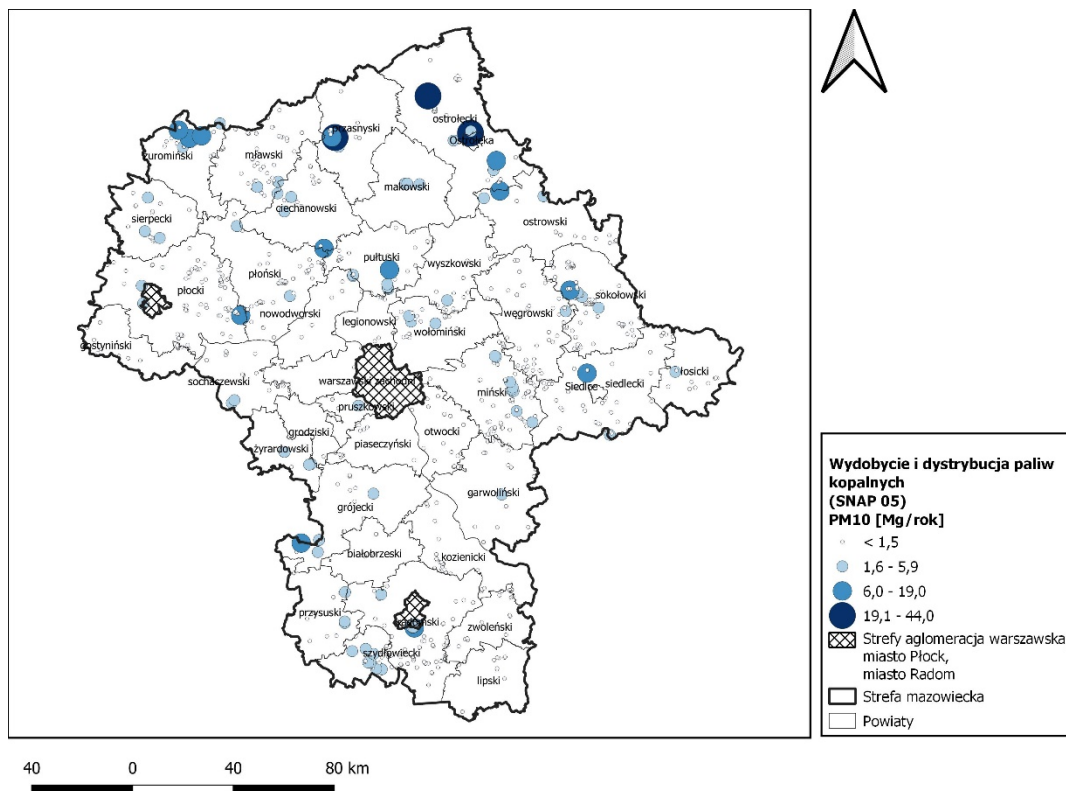 ostrołęcki
Ostrołęka
przasnyski
żuromiński
mławski
makowski
ciechanowski
sierpecki
ostrowski
pułtuski
wyszkowski
płoński
płocki
sokołowski
nowodworski
legionowski
węgrowski
wołomiński
gostyniński
sochaczewski
warszawski zachodni
Siedlce
siedlecki
łosicki
miński
pruszkowski
grodziski
piaseczyński
otwocki
żyrardowski
garwoliński
grójecki
białobrzeski
kozienicki
przysuski
zwoleński
szydłowiecki
lipski
Wydobycie i dystrybucja paliw
kopalnych
(SNAP 05)
PM10 [Mg/rok]
< 1,5
1,6 - 5,9
6,0 - 19,0
19,1 - 44,0
Strefy aglomeracja warszawska
miasto Płock,
miasto Radom
Strefa mazowiecka
Powiaty
40 0 40 80 km